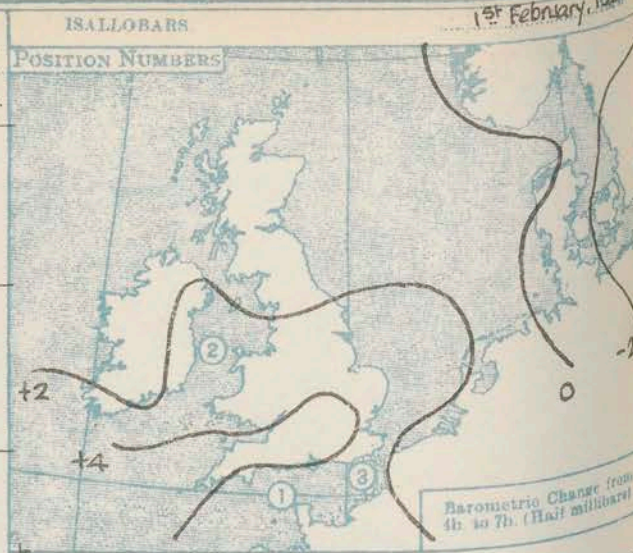 ISALLOBARS
1st February,
POSITION NUMBERS
2
+2
0
+4
3
1
Barometric Change from
4h. to 7h. (Half millibars)